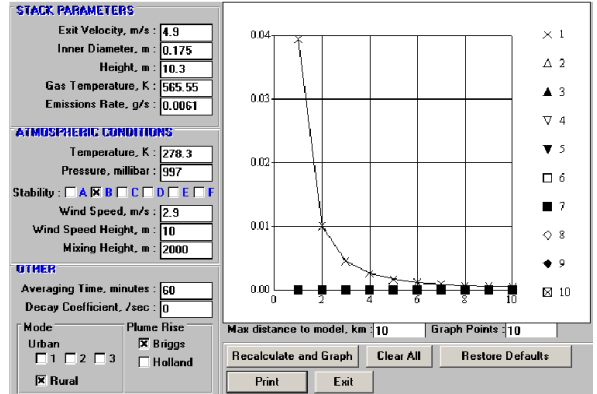 STACK PARAMETERS
Exit Velocity, m/s : 4.9
Inner Diameter, m : 0.175
Height, m : 10.3
Gas Temperature, K : 565.55
Emissions Rate, g/s : 0.0061
ATMOSPHERIC CONDITIONS
Temperature, K : 278.3
Pressure, millibar : 997
Stability : A B C D E F
Wind Speed, m/s : 2.9
Wind Speed Height, m : 10
Mixing Height, m : 2000
OTHER
Averaging Time, minutes : 60
Decay Coefficient, /sec : 0
Mode
Urban
1 2 3
Rural
Plume Rise
Briggs
Holland
0.04
0.03
0.02
0.01
0.00
0 2 4 6 8 10
1
2
3
4
5
6
7
8
9
10
Max distance to model, km : 10
Graph Points : 10
Recalculate and Graph
Clear All
Restore Defaults
Print
Exit